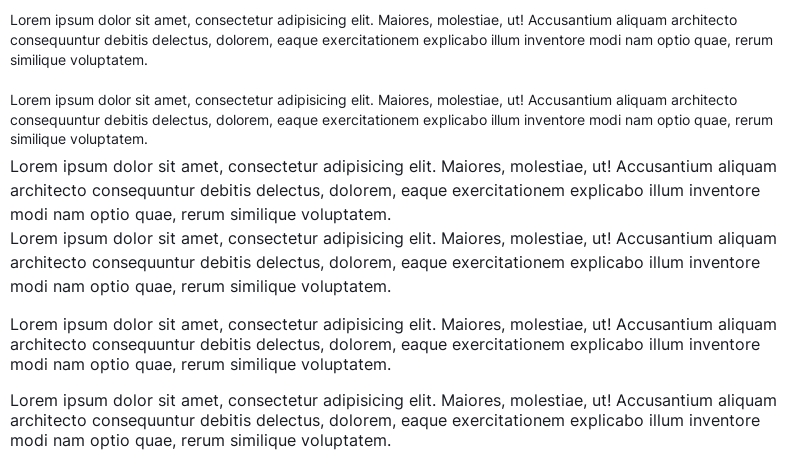 Lorem ipsum dolor sit amet, consectetur adipisicing elit. Maiores, molestiae, ut! Accusantium aliquam architecto
consequuntur debitis delectus, dolorem, eaque exercitationem explicabo illum inventore modi nam optio quae, rerum
similique voluptatem.
Lorem ipsum dolor sit amet, consectetur adipisicing elit. Maiores, molestiae, ut! Accusantium aliquam architecto
consequuntur debitis delectus, dolorem, eaque exercitationem explicabo illum inventore modi nam optio quae, rerum
similique voluptatem.
Lorem ipsum dolor sit amet, consectetur adipisicing elit. Maiores, molestiae, ut! Accusantium aliquam
architecto consequuntur debitis delectus, dolorem, eaque exercitationem explicabo illum inventore
modi nam optio quae, rerum similique voluptatem.
Lorem ipsum dolor sit amet, consectetur adipisicing elit. Maiores, molestiae, ut! Accusantium aliquam
architecto consequuntur debitis delectus, dolorem, eaque exercitationem explicabo illum inventore
modi nam optio quae, rerum similique voluptatem.
Lorem ipsum dolor sit amet, consectetur adipisicing elit. Maiores, molestiae, ut! Accusantium aliquam
architecto consequuntur debitis delectus, dolorem, eaque exercitationem explicabo illum inventore
modi nam optio quae, rerum similique voluptatem.
Lorem ipsum dolor sit amet, consectetur adipisicing elit. Maiores, molestiae, ut! Accusantium aliquam
architecto consequuntur debitis delectus, dolorem, eaque exercitationem explicabo illum inventore
modi nam optio quae, rerum similique voluptatem.